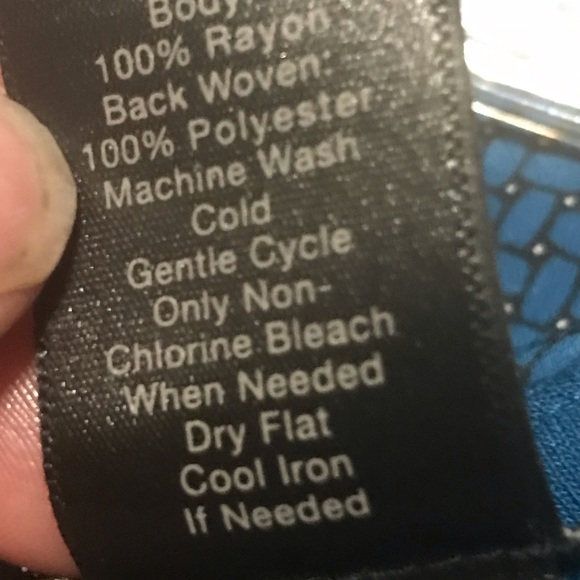 Body:
100% Rayon
Back Woven:
100% Polyester
Machine Wash
Cold
Gentle Cycle
Only Non-
Chlorine Bleach
When Needed
Dry Flat
Cool Iron
If Needed